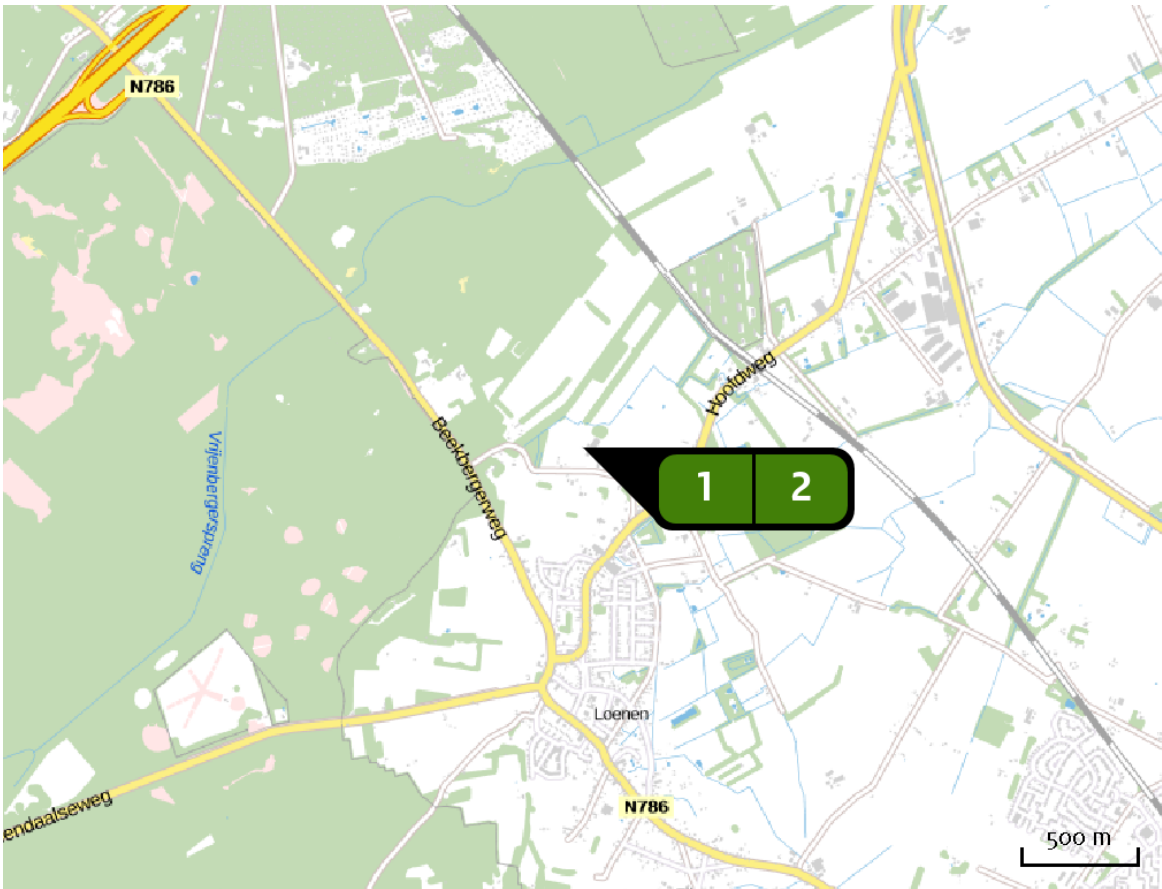 N786
Hoofdweg
Beekbergerweg
1 2
Vrijenbergerspreng
Loenen
endaalseweg
N786
500 m